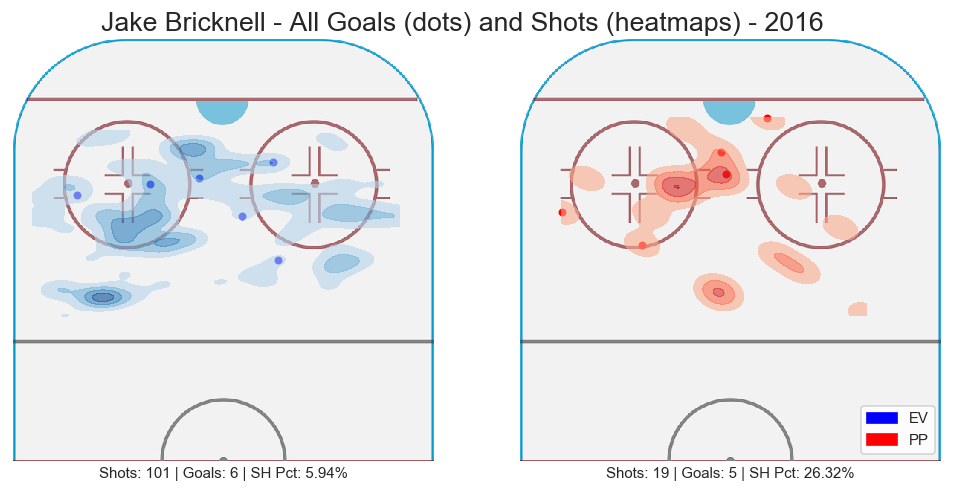 Jake Bricknell - All Goals (dots) and Shots (heatmaps) - 2016
EV
PP
Shots: 101 | Goals: 6 | SH Pct: 5.94%
Shots: 19 | Goals: 5 | SH Pct: 26.32%